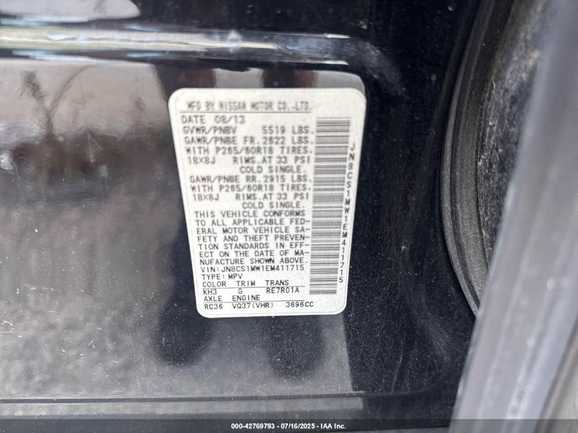 MFG BY NISSAN MOTOR CO.,LTD.
DATE 08/13
GVWR/PNBV 5519 LBS.
GAWR/PNBE FR. 2622 LBS.
WITH P265/60R18 TIRES.
18X8J RIMS.AT 33 PSI
COLD SINGLE.
GAWR/PNBE RR. 2915 LBS.
WITH P265/60R18 TIRES.
18X8J RIMS.AT 33 PSI
COLD SINGLE.
THIS VEHICLE CONFORMS
TO ALL APPLICABLE FED-
ERAL MOTOR VEHICLE SA-
FETY AND THEFT PREVEN-
TION STANDARDS IN EFF-
ECT ON THE DATE OF MA-
NUFACTURE SHOWN ABOVE.
VIN:JN8CS1MW1EM411715
TYPE: MPV
COLOR TRIM TRANS
KH3 G RE7R01A
AXLE ENGINE
RC36 VQ37(VHR) 3696CC
JN8CS1MW1EM411715
000-42769793 - 07/16/2025 - IAA Inc.